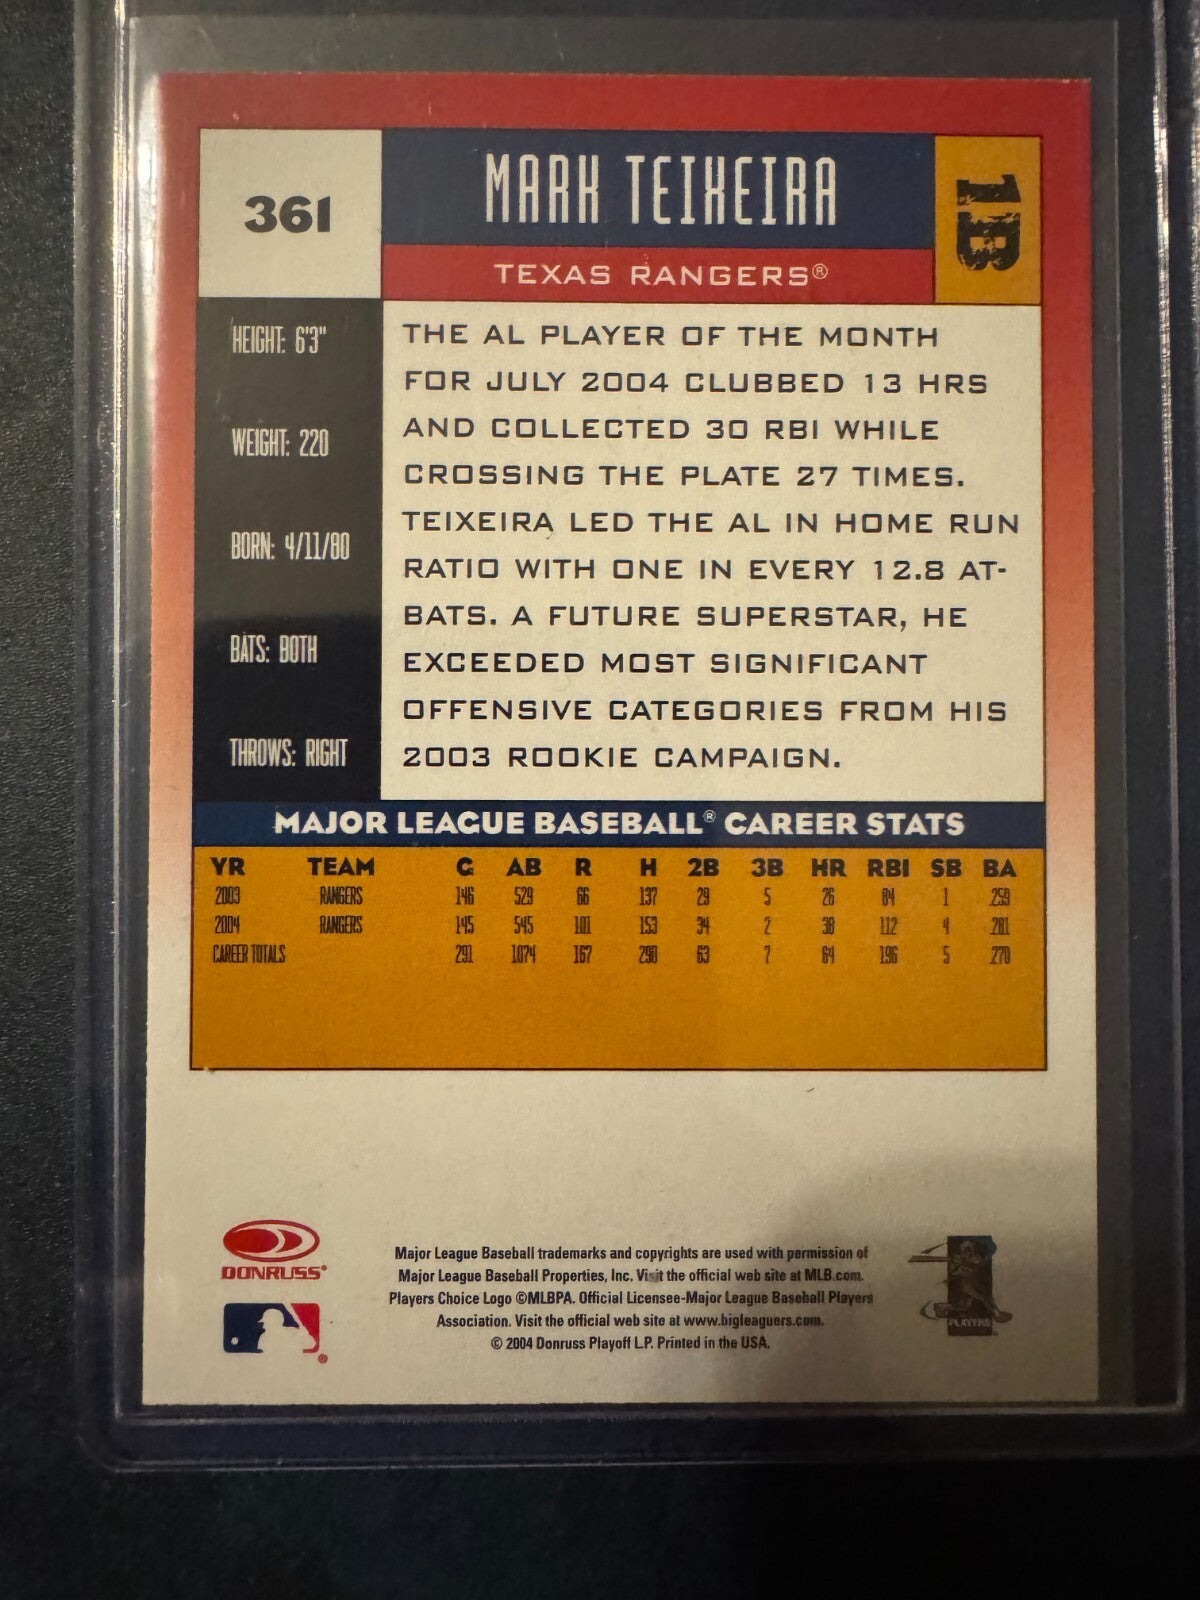 361
MARK TEIXEIRA
1B
TEXAS RANGERS®
HEIGHT: 6'3"
WEIGHT: 220
BORN: 4/11/80
BATS: BOTH
THROWS: RIGHT
THE AL PLAYER OF THE MONTH
FOR JULY 2004 CLUBBED 13 HRS
AND COLLECTED 30 RBI WHILE
CROSSING THE PLATE 27 TIMES.
TEIXEIRA LED THE AL IN HOME RUN
RATIO WITH ONE IN EVERY 12.8 AT-
BATS. A FUTURE SUPERSTAR, HE
EXCEEDED MOST SIGNIFICANT
OFFENSIVE CATEGORIES FROM HIS
2003 ROOKIE CAMPAIGN.
MAJOR LEAGUE BASEBALL® CAREER STATS
YR TEAM G AB R H 2B 3B HR RBI SB BA
2003 RANGERS 146 529 66 137 29 5 26 84 1 .259
2004 RANGERS 145 545 101 153 34 2 38 112 4 .281
CAREER TOTALS 291 1074 167 290 63 7 64 196 5 .270
DONRUSS®
Major League Baseball trademarks and copyrights are used with permission of
Major League Baseball Properties, Inc. Visit the official web site at MLB.com.
Players Choice Logo ©MLBPA. Official Licensee-Major League Baseball Players
Association. Visit the official web site at www.bigleaguers.com.
© 2004 Donruss Playoff L.P. Printed in the USA.
PLAYERS